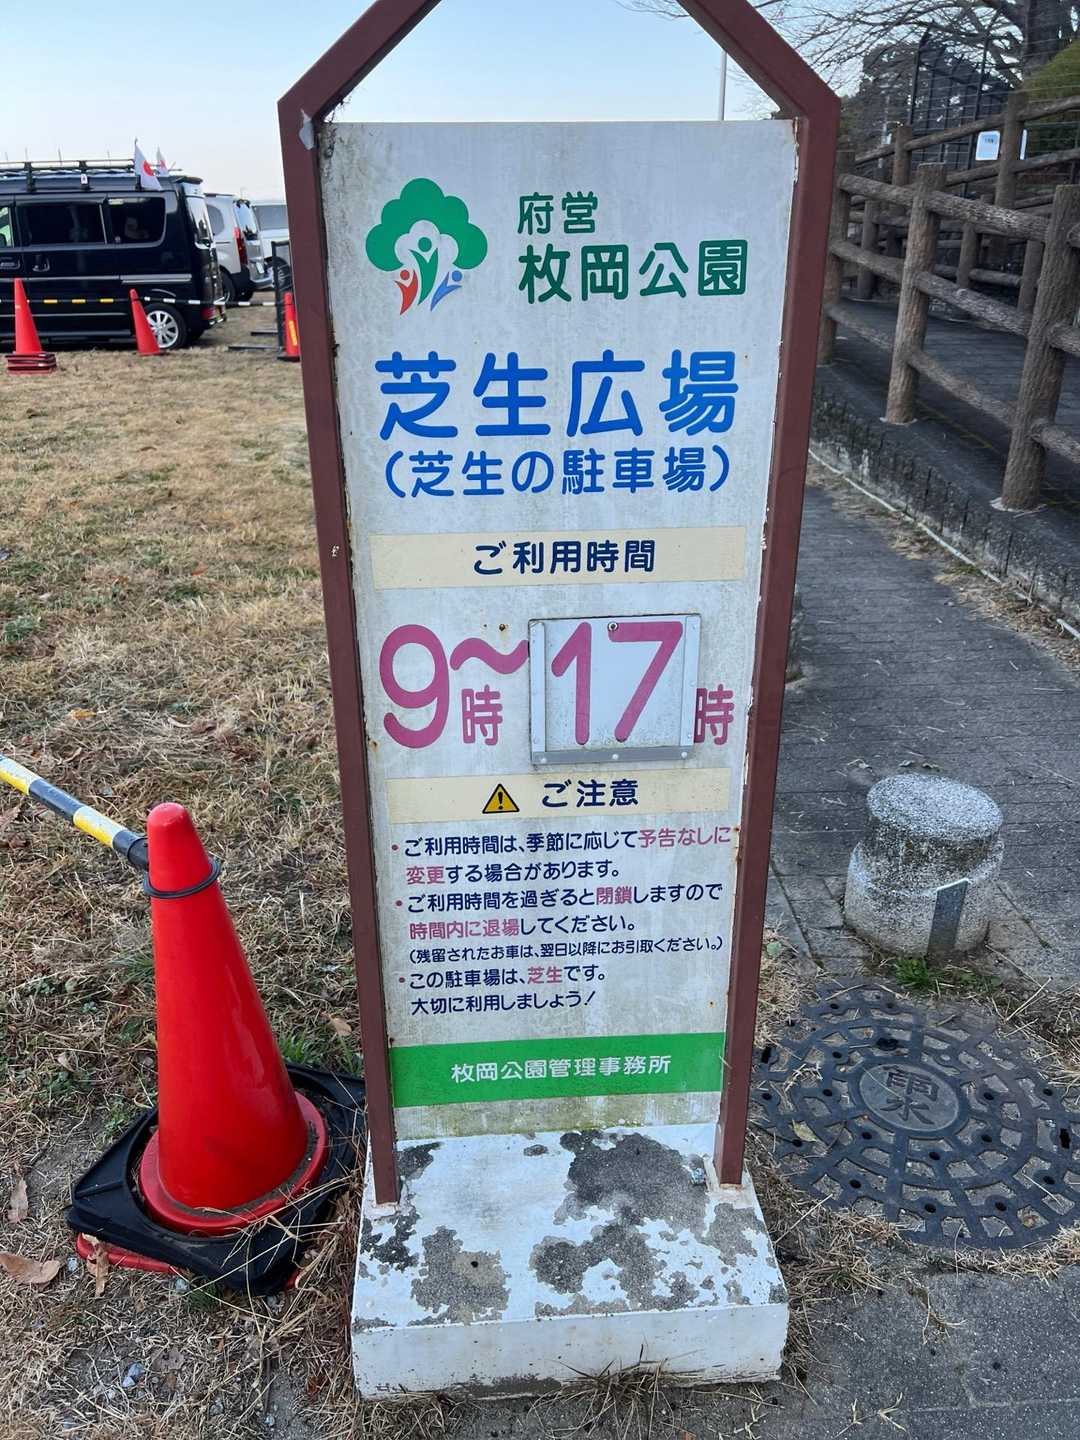 府営
枚岡公園
芝生広場
(芝生の駐車場)
ご利用時間
9時~17時
ご注意
・ご利用時間は、季節に応じて予告なしに
変更する場合があります。
・ご利用時間を過ぎると閉鎖しますので
時間内に退場してください。
(残留されたお車は、翌日以降にお引取ください。)
・この駐車場は、芝生です。
大切に利用しましょう!
枚岡公園管理事務所
雨水